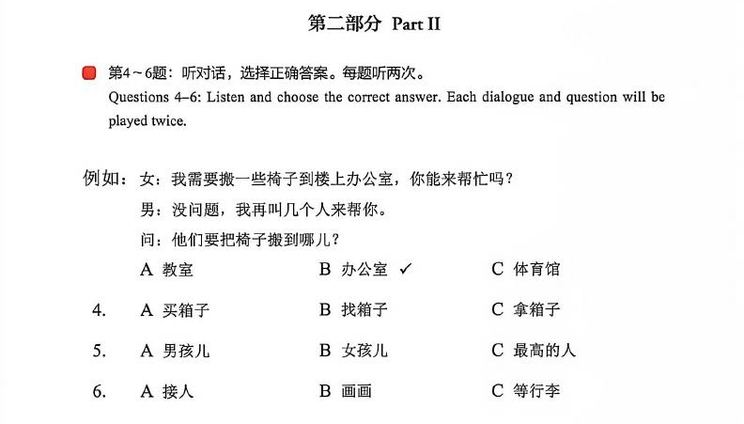 第二部分 Part II
第4～6题：听对话，选择正确答案。每题听两次。
Questions 4–6: Listen and choose the correct answer. Each dialogue and question will be
played twice.
例如：女：我需要搬一些椅子到楼上办公室，你能来帮忙吗？
男：没问题，我再叫几个人来帮你。
问：他们要把椅子搬到哪儿？
A 教室 B 办公室 ✓ C 体育馆
4. A 买箱子 B 找箱子 C 拿箱子
5. A 男孩儿 B 女孩儿 C 最高的人
6. A 接人 B 画画 C 等行李